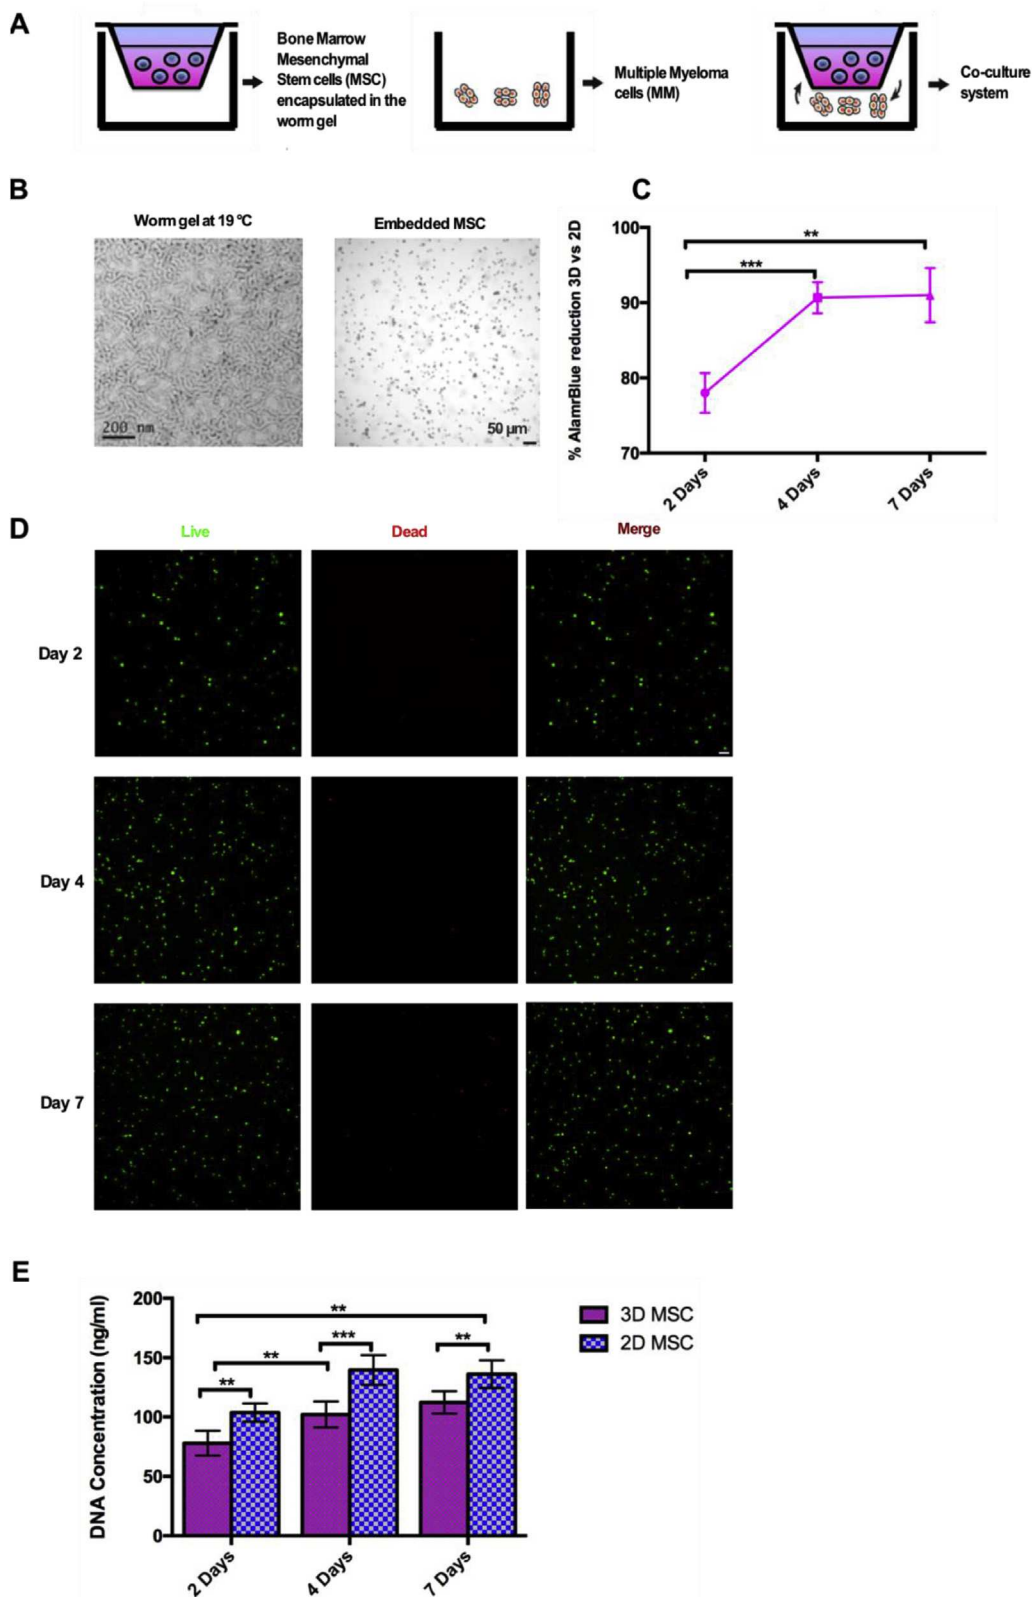 A
Bone Marrow
Mesenchymal
Stem cells (MSC)
encapsulated in the
worm gel
Multiple Myeloma
cells (MM)
Co-culture
system
B
Worm gel at 19 °C
Embedded MSC
200 nm
50 µm
C
% AlamrBlue reduction 3D vs 2D
100
90
80
70
**
***
2 Days
4 Days
7 Days
D
Live
Dead
Merge
Day 2
Day 4
Day 7
E
DNA Concentration (ng/ml)
200
150
100
50
0
**
**
***
**
**
3D MSC
2D MSC
2 Days
4 Days
7 Days